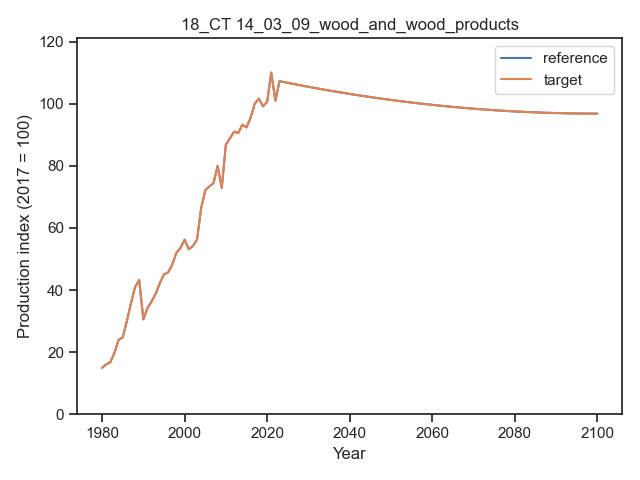 18_CT 14_03_09_wood_and_wood_products
120
100
80
60
40
20
0
Production index (2017 = 100)
reference
target
1980
2000
2020
2040
2060
2080
2100
Year